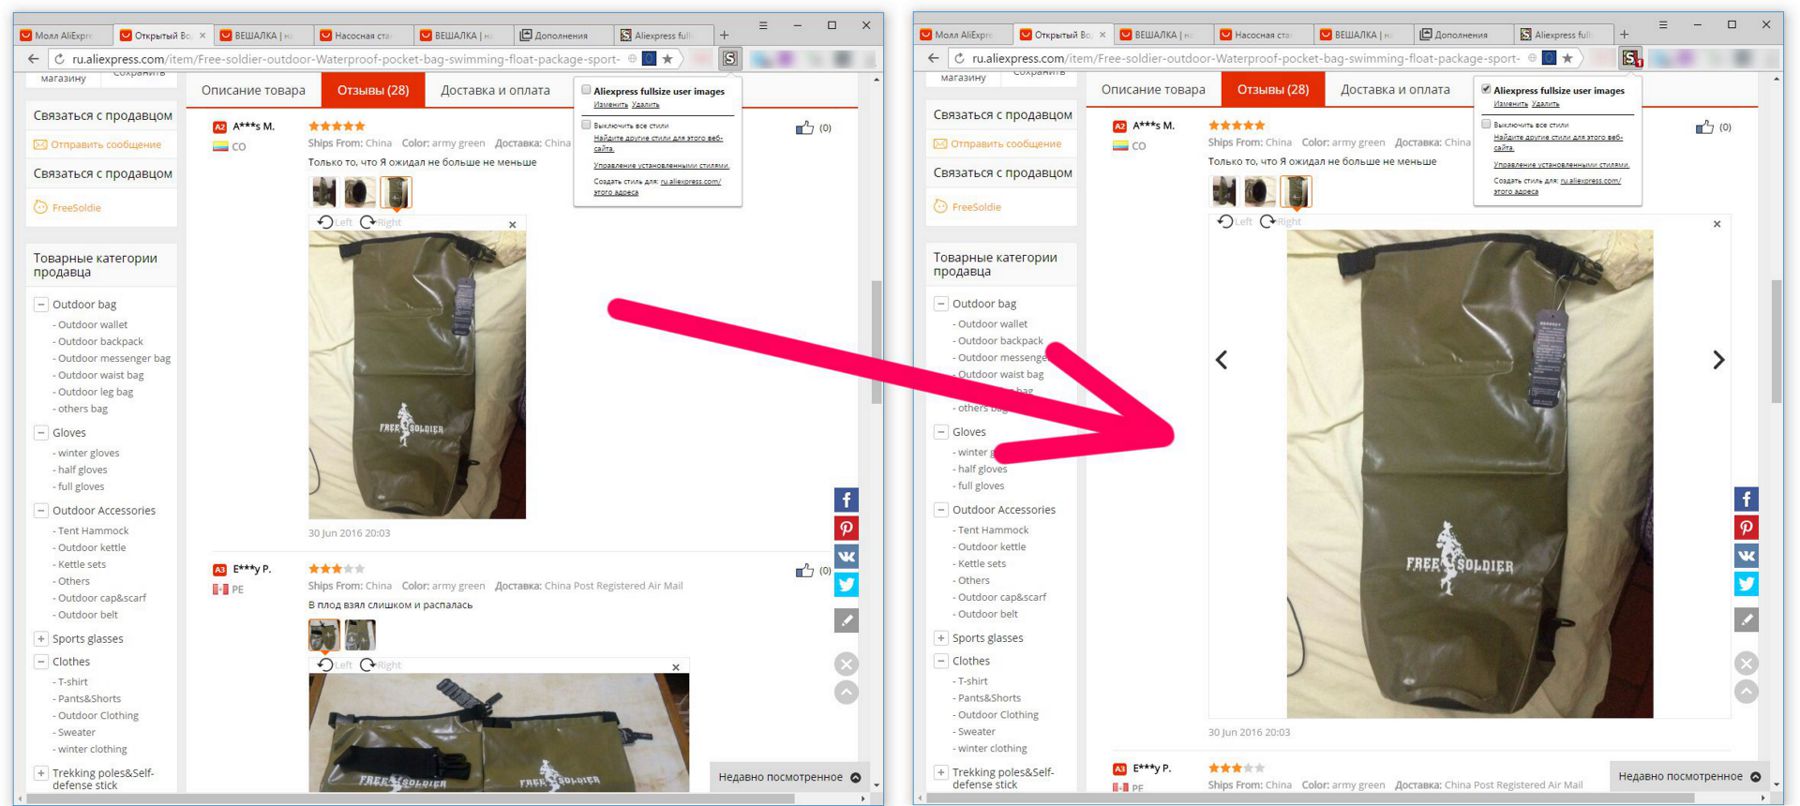 Молл AliExpr
Открытый Во
ВЕШАЛКА | на
Насосная ста
ВЕШАЛКА | на
Дополнения
Aliexpress full
ru.aliexpress.com/item/Free-soldier-outdoor-Waterproof-pocket-bag-swimming-float-package-sport-
магазину
Сохранить
Описание товара
Отзывы (28)
Доставка и оплата
Aliexpress fullsize user images
Изменить Удалить
Выключить все стили
Найдите другие стили для этого веб-
сайта.
Управление установленными стилями.
Создать стиль для: ru.aliexpress.com/
этого адреса
Связаться с продавцом
Отправить сообщение
Связаться с продавцом
FreeSoldie
Товарные категории
продавца
Outdoor bag
- Outdoor wallet
- Outdoor backpack
- Outdoor messenger bag
- Outdoor waist bag
- Outdoor leg bag
- others bag
Gloves
- winter gloves
- half gloves
- full gloves
Outdoor Accessories
- Tent Hammock
- Outdoor kettle
- Kettle sets
- Others
- Outdoor cap&scarf
- Outdoor belt
Sports glasses
Clothes
- T-shirt
- Pants&Shorts
- Outdoor Clothing
- Sweater
- winter clothing
Trekking poles&Self-
defense stick
A2 A***s M.
CO
(0)
Ships From: China Color: army green Доставка: China
Только то, что Я ожидал не больше не меньше
Left Right
FREE SOLDIER
30 Jun 2016 20:03
A3 E***y P.
PE
(0)
Ships From: China Color: army green Доставка: China Post Registered Air Mail
В плод взял слишком и распалась
Left Right
FREE SOLDIER
FREE SOLDIER
Недавно посмотренное
Молл AliExpr
Открытый Во
ВЕШАЛКА | на
Насосная ста
ВЕШАЛКА | на
Дополнения
Aliexpress full
ru.aliexpress.com/item/Free-soldier-outdoor-Waterproof-pocket-bag-swimming-float-package-sport-
1
магазину
Сохранить
Описание товара
Отзывы (28)
Доставка и оплата
Aliexpress fullsize user images
Изменить Удалить
Выключить все стили
Найдите другие стили для этого веб-
сайта.
Управление установленными стилями.
Создать стиль для: ru.aliexpress.com/
этого адреса
Связаться с продавцом
Отправить сообщение
Связаться с продавцом
FreeSoldie
Товарные категории
продавца
Outdoor bag
- Outdoor wallet
- Outdoor backpack
- Outdoor messenge
- Outdoor waist bag
bag
- others bag
Gloves
- winter g
- half gloves
- full gloves
Outdoor Accessories
- Tent Hammock
- Outdoor kettle
- Kettle sets
- Others
- Outdoor cap&scarf
- Outdoor belt
Sports glasses
Clothes
- T-shirt
- Pants&Shorts
- Outdoor Clothing
- Sweater
- winter clothing
Trekking poles&Self-
defense stick
A2 A***s M.
CO
(0)
Ships From: China Color: army green Доставка: China
Только то, что Я ожидал не больше не меньше
Left Right
FREE SOLDIER
30 Jun 2016 20:03
A3 E***y P.
PE
Ships From: China Color: army green Доставка: China Post Registered Air Mail
Недавно посмотренное